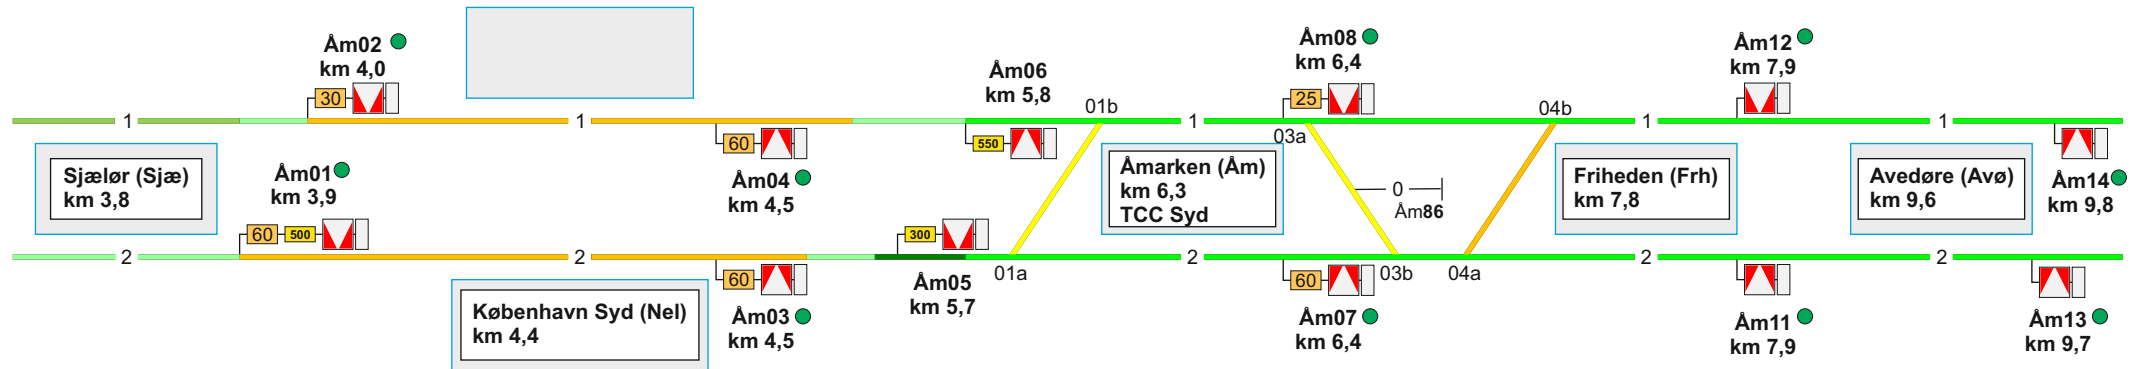 Åm02
km 4,0
30
1
1
Åm04
km 4,5
60
Åm06
km 5,8
550
01b
1
Åm08
km 6,4
25
03a
04b
1
Åm12
km 7,9
1
Åm14
km 9,8
Sjælør (Sjæ)
km 3,8
Åm01
km 3,9
60
500
2
2
København Syd (Nel)
km 4,4
60
Åm03
km 4,5
300
Åm05
km 5,7
01a
Åmarken (Åm)
km 6,3
TCC Syd
2
60
Åm07
km 6,4
0
Åm86
03b
04a
Friheden (Frh)
km 7,8
2
Åm11
km 7,9
Avedøre (Avø)
km 9,6
2
Åm13
km 9,7